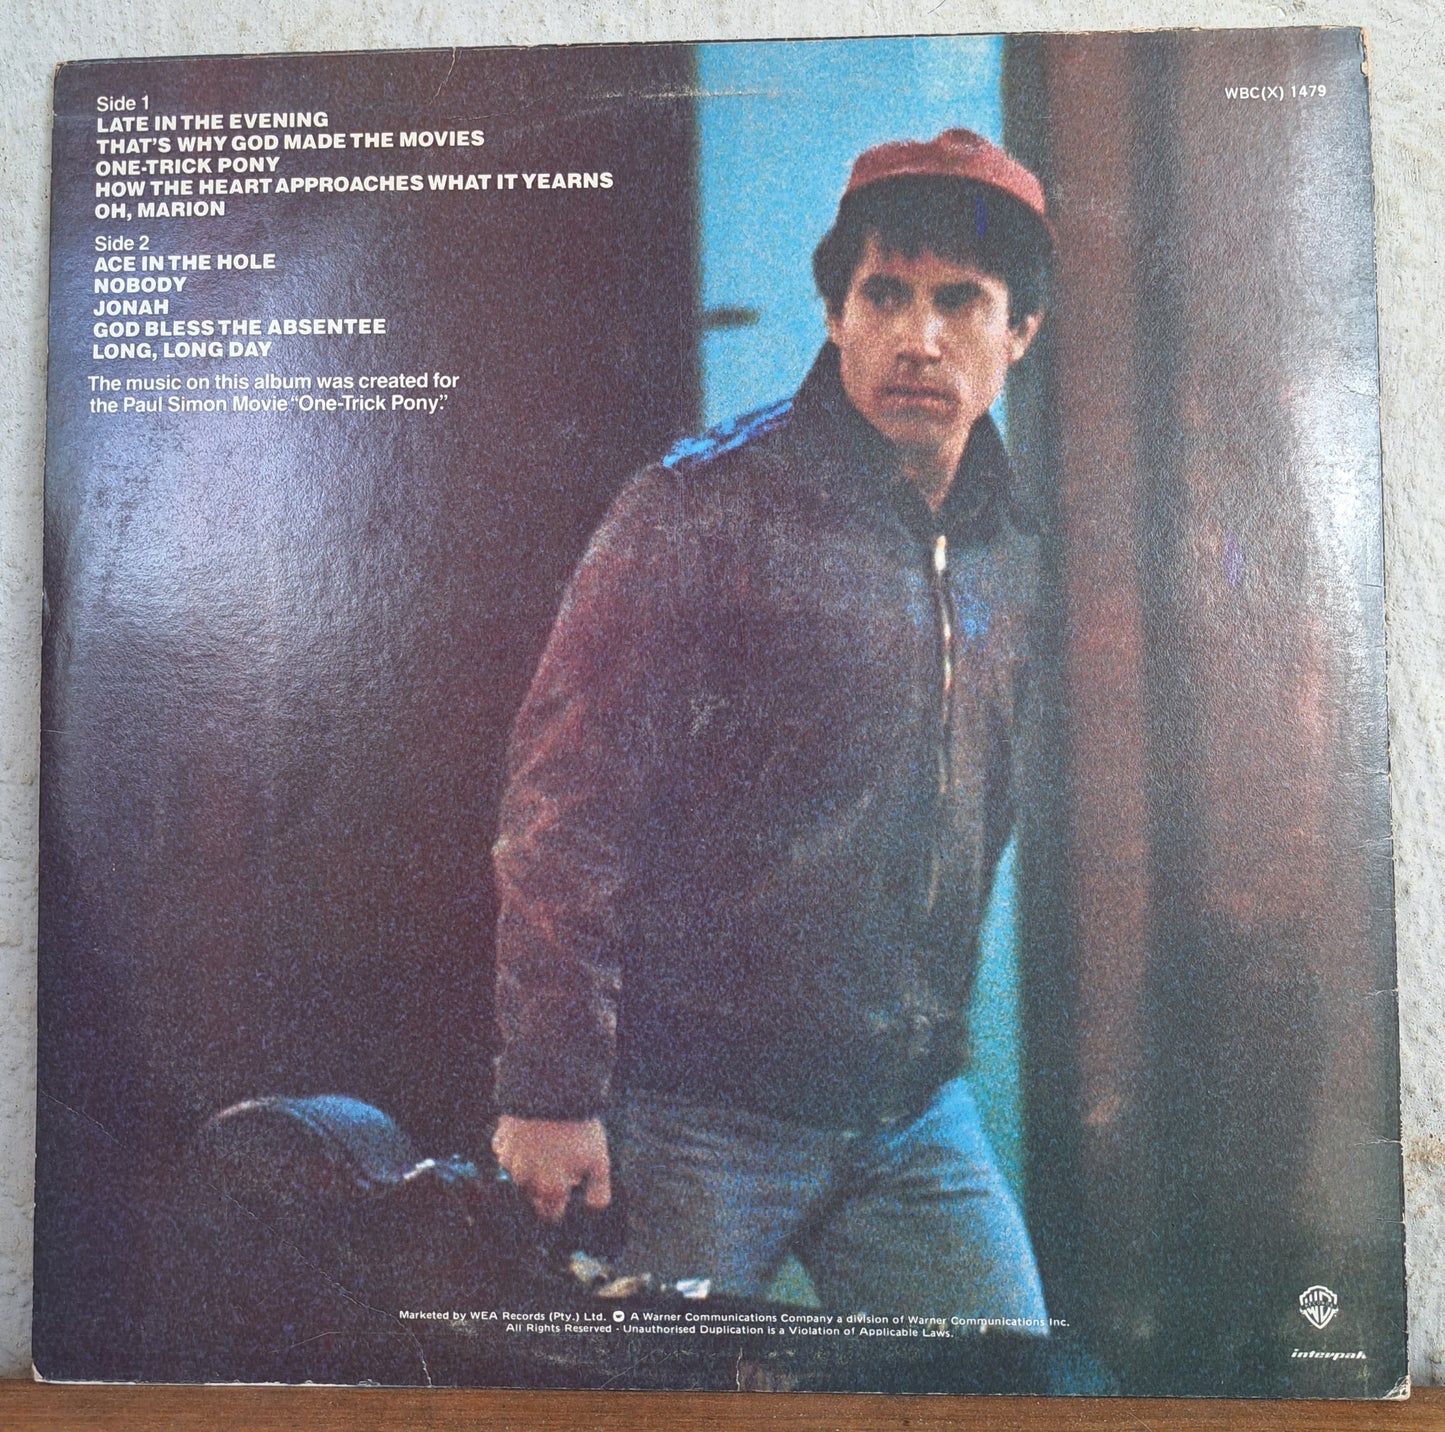 WBC(X) 1479
Side 1
LATE IN THE EVENING
THAT'S WHY GOD MADE THE MOVIES
ONE-TRICK PONY
HOW THE HEART APPROACHES WHAT IT YEARNS
OH, MARION
Side 2
ACE IN THE HOLE
NOBODY
JONAH
GOD BLESS THE ABSENTEE
LONG, LONG DAY
The music on this album was created for
the Paul Simon Movie “One-Trick Pony.”
Marketed by WEA Records (Pty.) Ltd. A Warner Communications Company a division of Warner Communications Inc.
All Rights Reserved - Unauthorised Duplication is a Violation of Applicable Laws.
interpak